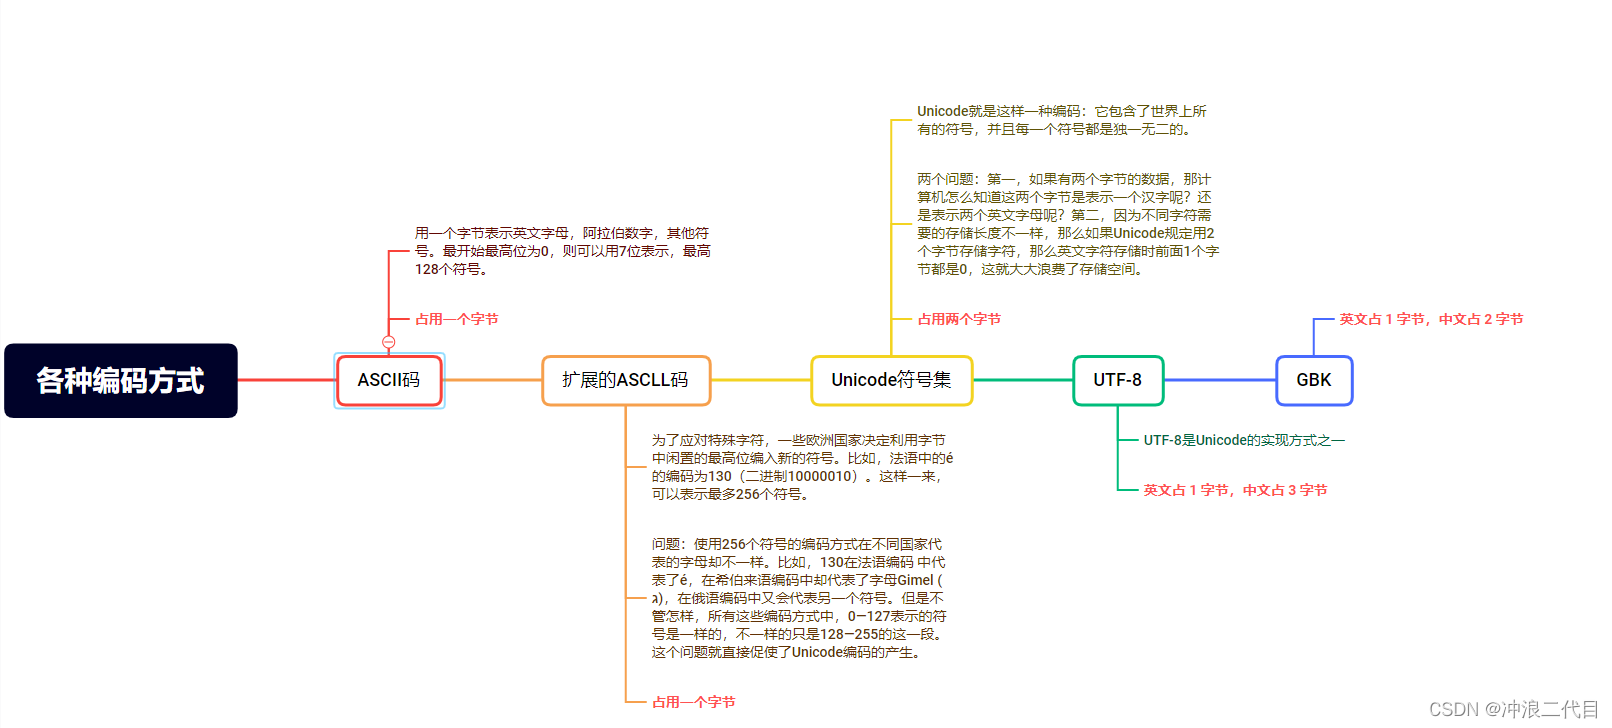 各种编码方式
ASCII码
用一个字节表示英文字母，阿拉伯数字，其他符
号。最开始最高位为0，则可以用7位表示，最高
128个符号。
占用一个字节
扩展的ASCLL码
为了应对特殊字符，一些欧洲国家决定利用字节
中闲置的最高位编入新的符号。比如，法语中的é
的编码为130（二进制10000010）。这样一来，
可以表示最多256个符号。
问题：使用256个符号的编码方式在不同国家代
表的字母却不一样。比如，130在法语编码 中代
表了é，在希伯来语编码中却代表了字母Gimel (
ג)，在俄语编码中又会代表另一个符号。但是不
管怎样，所有这些编码方式中，0—127表示的符
号是一样的，不一样的只是128—255的这一段。
这个问题就直接促使了Unicode编码的产生。
占用一个字节
Unicode符号集
Unicode就是这样一种编码：它包含了世界上所
有的符号，并且每一个符号都是独一无二的。
两个问题：第一，如果有两个字节的数据，那计
算机怎么知道这两个字节是表示一个汉字呢？还
是表示两个英文字母呢？第二，因为不同字符需
要的存储长度不一样，那么如果Unicode规定用2
个字节存储字符，那么英文字符存储时前面1个字
节都是0，这就大大浪费了存储空间。
占用两个字节
UTF-8
UTF-8是Unicode的实现方式之一
英文占 1 字节，中文占 3 字节
GBK
英文占 1 字节，中文占 2 字节
CSDN @冲浪二代目